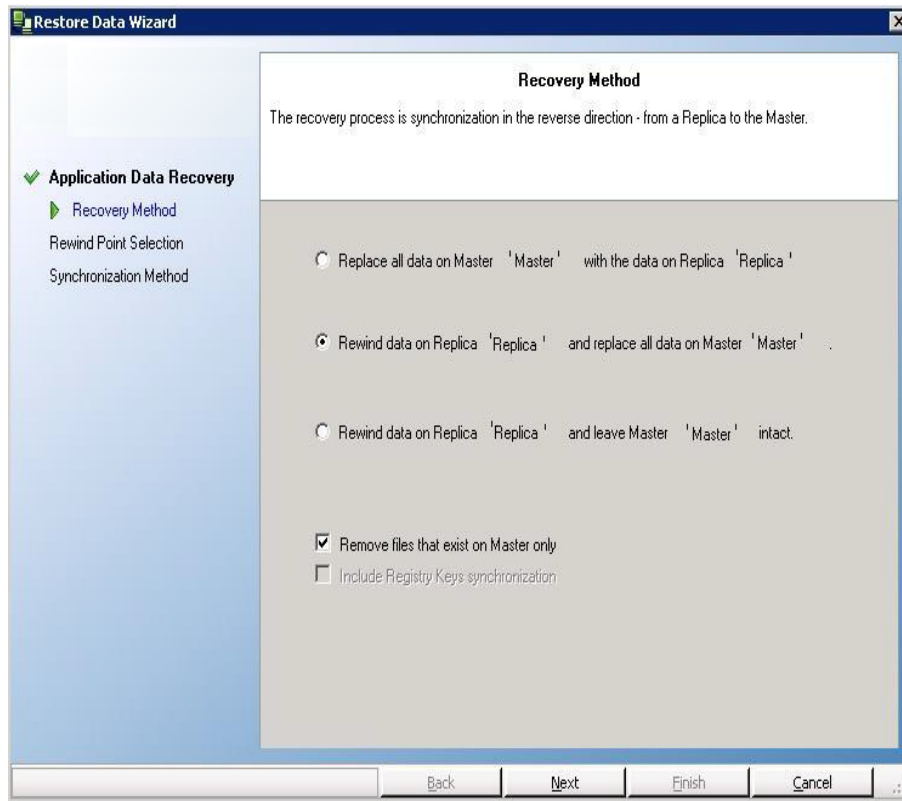 Restore Data Wizard
Recovery Method
The recovery process is synchronization in the reverse direction - from a Replica to the Master.
Application Data Recovery
Recovery Method
Rewind Point Selection
Synchronization Method
Replace all data on Master 'Master' with the data on Replica 'Replica'
Rewind data on Replica 'Replica' and replace all data on Master 'Master' .
Rewind data on Replica 'Replica' and leave Master 'Master' intact.
Remove files that exist on Master only
Include Registry Keys synchronization
Back Next Finish Cancel